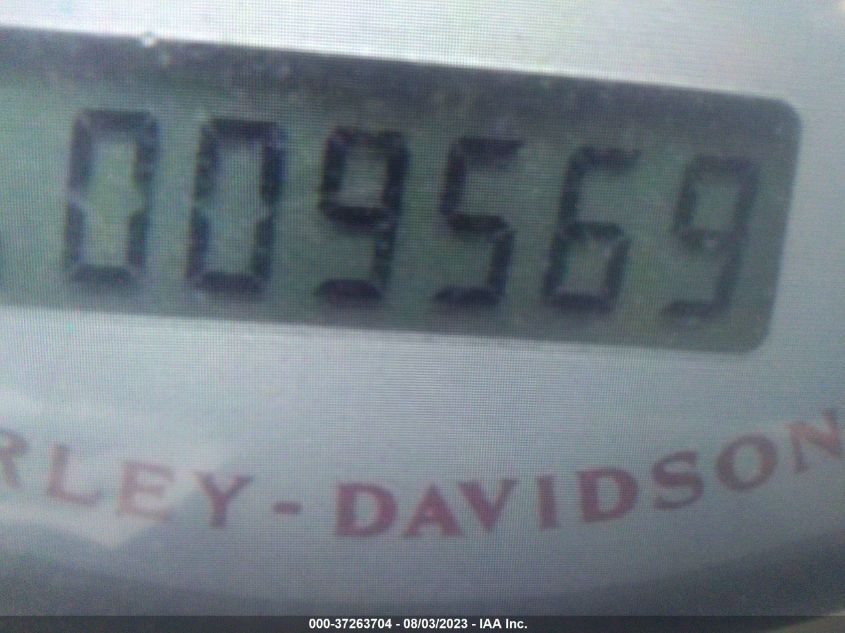 009569
RLEY-DAVIDSON
000-37263704 - 08/03/2023 - IAA Inc.